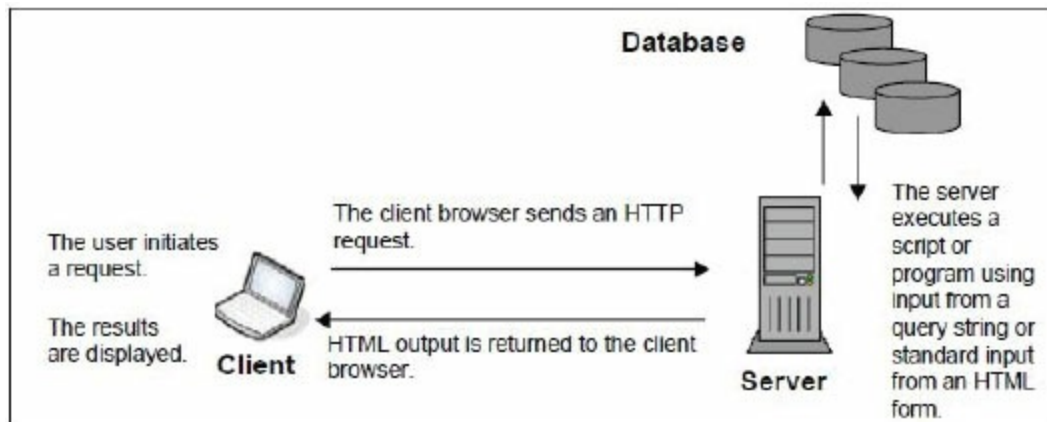 Database
The client browser sends an HTTP
request.
The user initiates
a request.
The results
are displayed.
Client
HTML output is returned to the client
browser.
Server
The server
executes a
script or
program using
input from a
query string or
standard input
from an HTML
form.